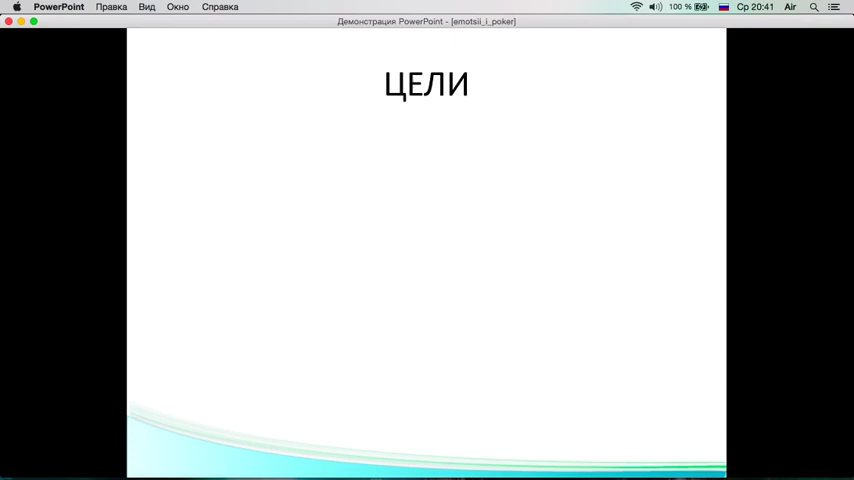 PowerPoint Правка Вид Окно Справка 100 % Ср 20:41 Air
Демонстрация PowerPoint - [emotsii_i_poker]
ЦЕЛИ